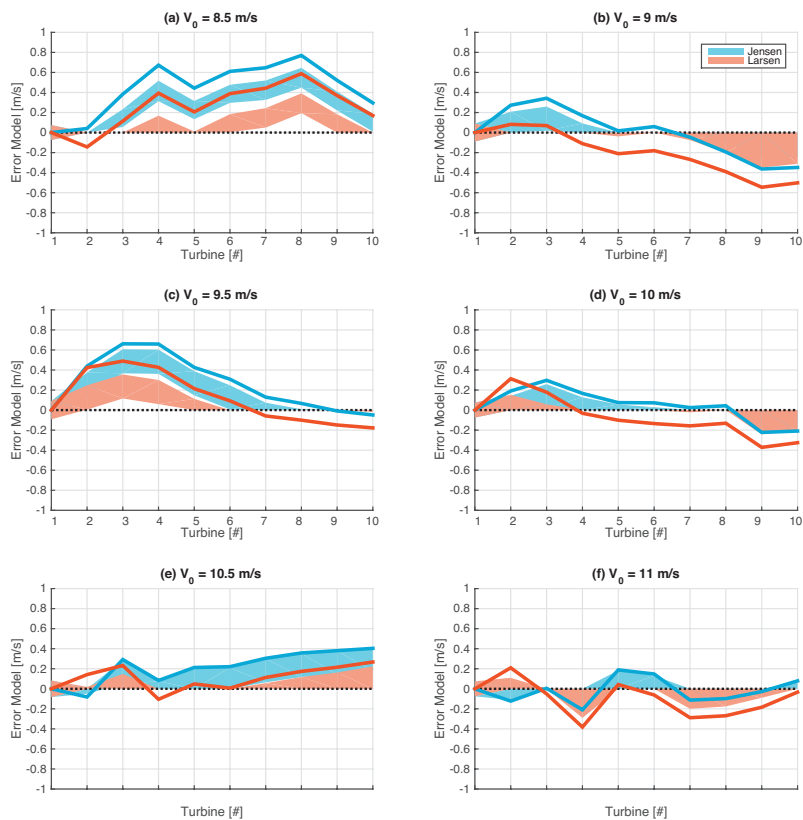 (a) V0 = 8.5 m/s
Error Model [m/s]
1
0.8
0.6
0.4
0.2
0
-0.2
-0.4
-0.6
-0.8
-1
1 2 3 4 5 6 7 8 9 10
Turbine [#]
(b) V0 = 9 m/s
Jensen
Larsen
Error Model [m/s]
1
0.8
0.6
0.4
0.2
0
-0.2
-0.4
-0.6
-0.8
-1
1 2 3 4 5 6 7 8 9 10
Turbine [#]
(c) V0 = 9.5 m/s
Error Model [m/s]
1
0.8
0.6
0.4
0.2
0
-0.2
-0.4
-0.6
-0.8
-1
1 2 3 4 5 6 7 8 9 10
Turbine [#]
(d) V0 = 10 m/s
Error Model [m/s]
1
0.8
0.6
0.4
0.2
0
-0.2
-0.4
-0.6
-0.8
-1
1 2 3 4 5 6 7 8 9 10
Turbine [#]
(e) V0 = 10.5 m/s
Error Model [m/s]
1
0.8
0.6
0.4
0.2
0
-0.2
-0.4
-0.6
-0.8
-1
Turbine [#]
(f) V0 = 11 m/s
Error Model [m/s]
1
0.8
0.6
0.4
0.2
0
-0.2
-0.4
-0.6
-0.8
-1
Turbine [#]